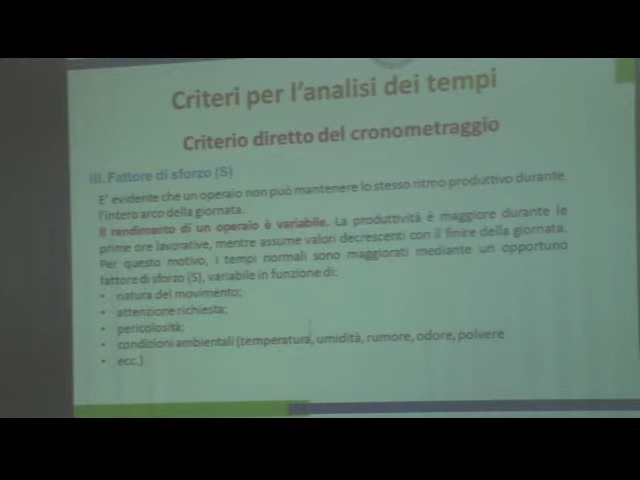 Criteri per l'analisi dei tempi
Criterio diretto del cronometraggio
III. Fattore di sforzo (S)
E' evidente che un operaio non può mantenere lo stesso ritmo produttivo durante
l'intero arco della giornata.
Il rendimento di un operaio è variabile. La produttività è maggiore durante le
prime ore lavorative, mentre assume valori decrescenti con il finire della giornata.
Per questo motivo, i tempi normali sono maggiorati mediante un opportuno
fattore di sforzo (S), variabile in funzione di:
• natura del movimento;
• attenzione richiesta;
• pericolosità;
• condizioni ambientali (temperatura, umidità, rumore, odore, polvere
• ecc.)